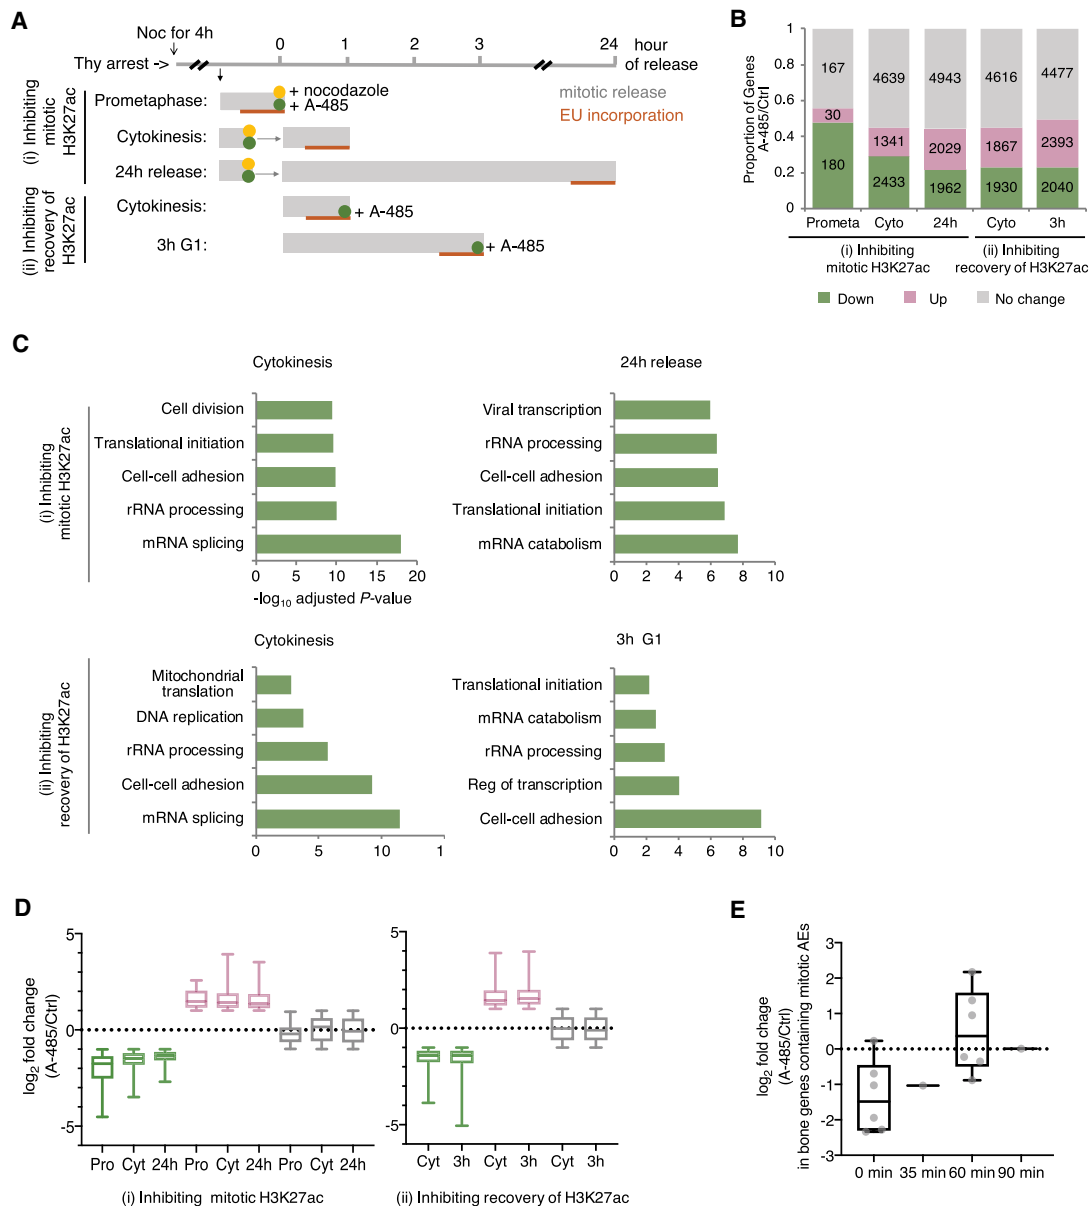 A
Noc for 4h
Thy arrest ->
0 1 2 3 24 hour of release
(i) Inhibiting mitotic H3K27ac
Prometaphase:
+ nocodazole
+ A-485
mitotic release
EU incorporation
Cytokinesis:
24h release:
(ii) Inhibiting recovery of H3K27ac
Cytokinesis:
+ A-485
3h G1:
+ A-485
B
Proportion of Genes
A-485/Ctrl
1
0.8
0.6
0.4
0.2
0
167 4639 4943 4616 4477
30 1341 2029 1867 2393
180 2433 1962 1930 2040
Prometa Cyto 24h Cyto 3h
(i) Inhibiting mitotic H3K27ac
(ii) Inhibiting recovery of H3K27ac
Down Up No change
C
(i) Inhibiting mitotic H3K27ac
Cytokinesis
Cell division
Translational initiation
Cell-cell adhesion
rRNA processing
mRNA splicing
0 5 10 15 20
-log10 adjusted P-value
24h release
Viral transcription
rRNA processing
Cell-cell adhesion
Translational initiation
mRNA catabolism
0 2 4 6 8 10
(ii) Inhibiting recovery of H3K27ac
Cytokinesis
Mitochondrial translation
DNA replication
rRNA processing
Cell-cell adhesion
mRNA splicing
0 5 10 1
3h G1
Translational initiation
mRNA catabolism
rRNA processing
Reg of transcription
Cell-cell adhesion
0 2 4 6 8 10
D
log2 fold change
(A-485/Ctrl)
5
0
-5
Pro Cyt 24h Pro Cyt 24h Pro Cyt 24h
(i) Inhibiting mitotic H3K27ac
5
0
-5
Cyt 3h Cyt 3h Cyt 3h
(ii) Inhibiting recovery of H3K27ac
E
log2 fold chage
(A-485/Ctrl)
in bone genes containing mitotic AEs
3
2
1
0
-1
-2
-3
0 min 35 min 60 min 90 min